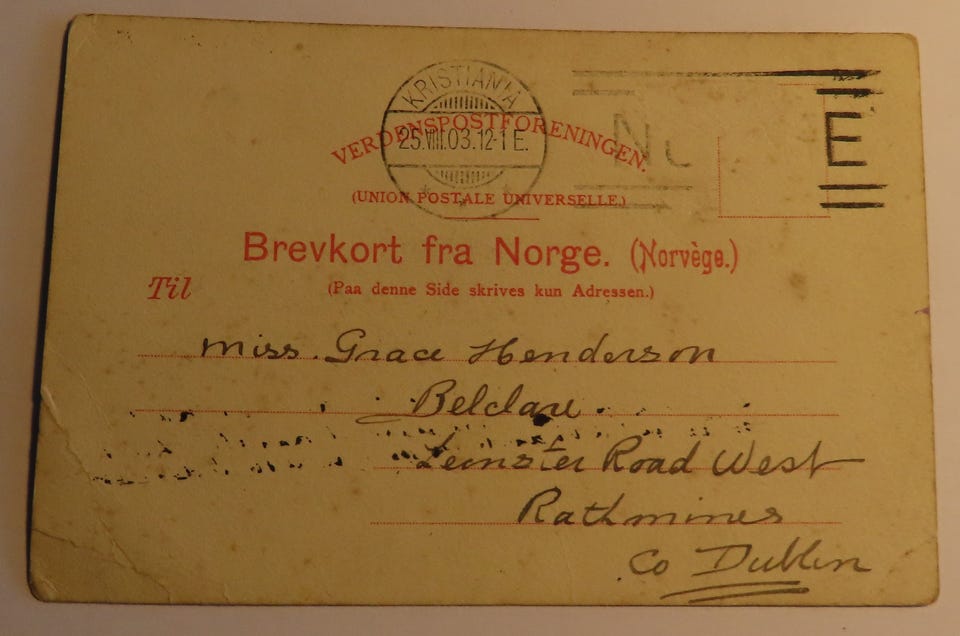 KRISTIANIA
25.VIII.03.12-1 E.
E
VERDENSPOSTFORENINGEN.
(UNION POSTALE UNIVERSELLE.)
Brevkort fra Norge. (Norvège.)
Til
(Paa denne Side skrives kun Adressen.)
Miss. Grace Henderson
Belclare.
Leinster Road West
Rathmines
Co Dublin